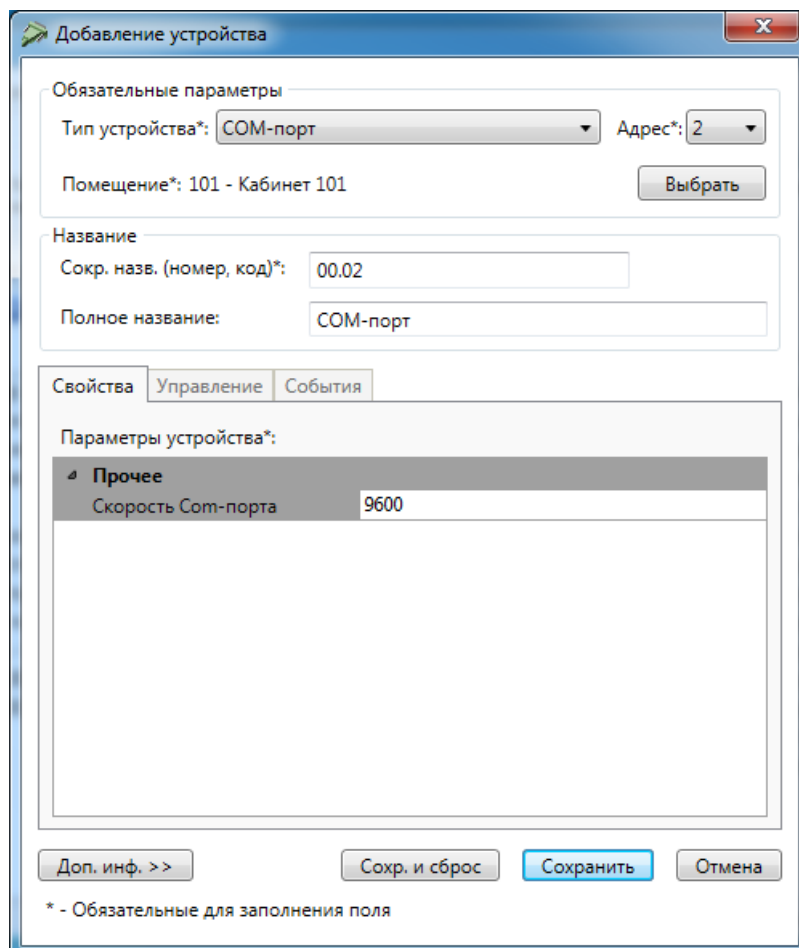 Добавление устройства
Обязательные параметры
Тип устройства*: COM-порт Адрес*: 2
Помещение*: 101 - Кабинет 101 Выбрать
Название
Сокр. назв. (номер, код)*: 00.02
Полное название: COM-порт
Свойства Управление События
Параметры устройства*:
Прочее
Скорость Com-порта 9600
Доп. инф. >> Сохр. и сброс Сохранить Отмена
* - Обязательные для заполнения поля